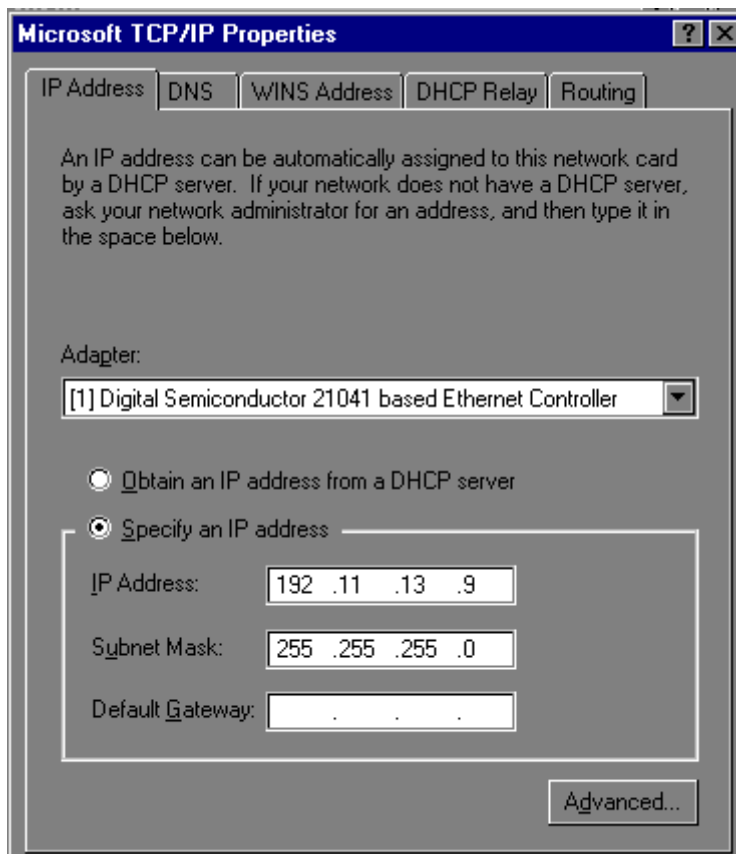 Microsoft TCP/IP Properties
IP Address DNS WINS Address DHCP Relay Routing
An IP address can be automatically assigned to this network card
by a DHCP server. If your network does not have a DHCP server,
ask your network administrator for an address, and then type it in
the space below.
Adapter:
[1] Digital Semiconductor 21041 based Ethernet Controller
Obtain an IP address from a DHCP server
Specify an IP address
IP Address: 192 .11 .13 .9
Subnet Mask: 255 .255 .255 .0
Default Gateway: . . .
Advanced...